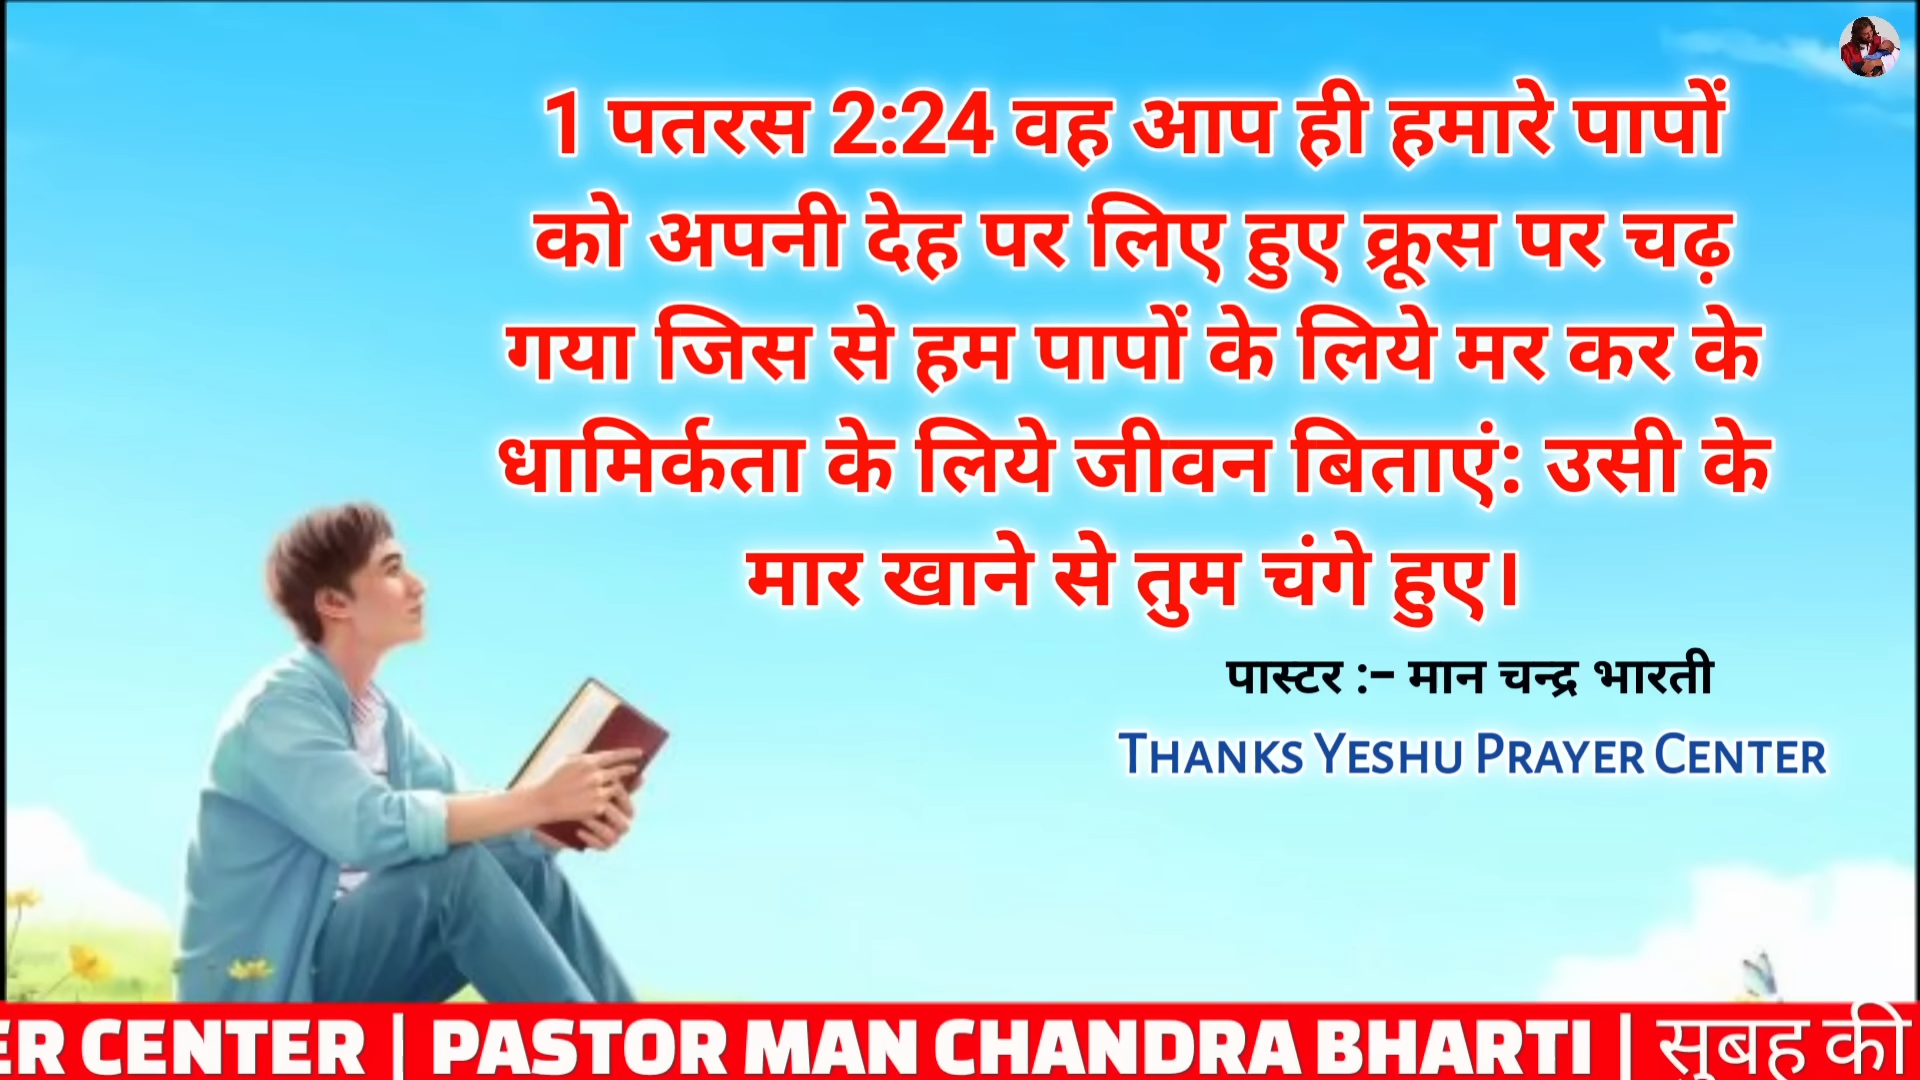 1 पतरस 2:24 वह आप ही हमारे पापों
को अपनी देह पर लिए हुए क्रूस पर चढ़
गया जिस से हम पापों के लिये मर कर के
धामिर्कता के लिये जीवन बिताएं: उसी के
मार खाने से तुम चंगे हुए।
पास्टर :- मान चन्द्र भारती
THANKS YESHU PRAYER CENTER
ER CENTER | PASTOR MAN CHANDRA BHARTI | सुबह की